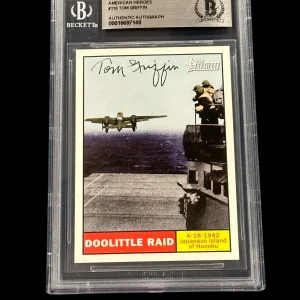 AMERICAN HEROES
#116 TOM GRIFFIN
AUTHENTIC AUTOGRAPH
BECKETT
Tom Griffin
Heritage
DOOLITTLE RAID
4/18/1942
Japanese Island
of Honshu